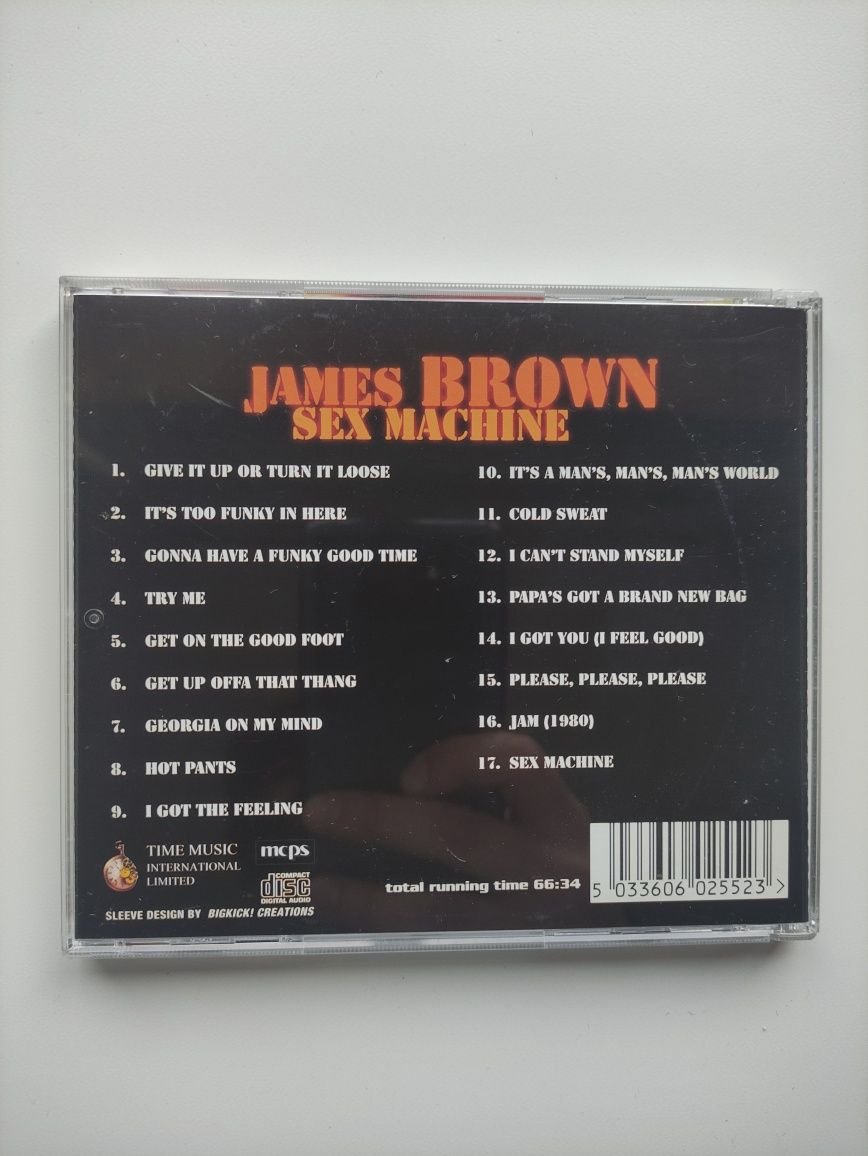 JAMES BROWN
SEX MACHINE
1. GIVE IT UP OR TURN IT LOOSE
2. IT'S TOO FUNKY IN HERE
3. GONNA HAVE A FUNKY GOOD TIME
4. TRY ME
5. GET ON THE GOOD FOOT
6. GET UP OFFA THAT THANG
7. GEORGIA ON MY MIND
8. HOT PANTS
9. I GOT THE FEELING
10. IT'S A MAN'S, MAN'S, MAN'S WORLD
11. COLD SWEAT
12. I CAN'T STAND MYSELF
13. PAPA'S GOT A BRAND NEW BAG
14. I GOT YOU (I FEEL GOOD)
15. PLEASE, PLEASE, PLEASE
16. JAM (1980)
17. SEX MACHINE
TIME MUSIC
INTERNATIONAL
LIMITED
mcps
COMPACT
disc
DIGITAL AUDIO
SLEEVE DESIGN BY BIGKICK! CREATIONS
total running time 66:34
5 033606 025523 >